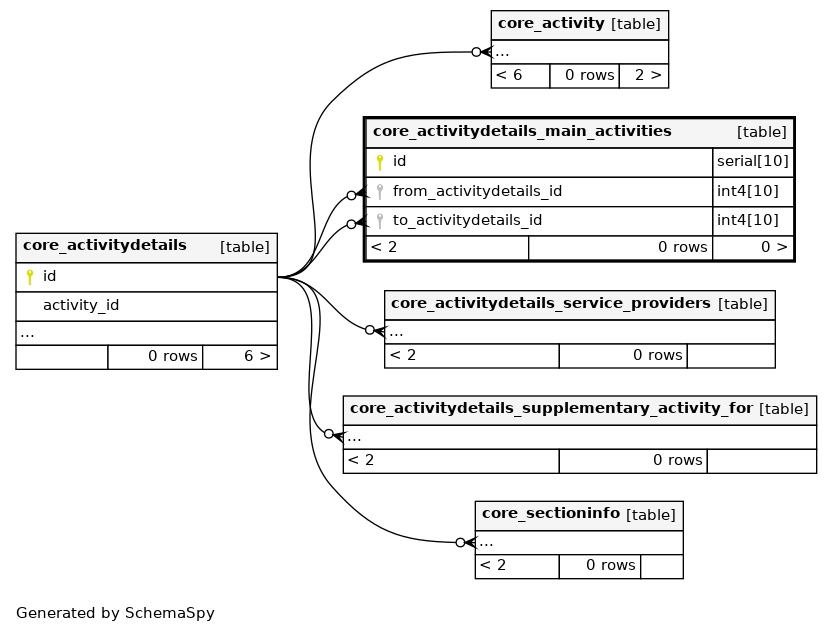 core_activity [table]
...
< 6 0 rows 2 >
core_activitydetails_main_activities [table]
id serial[10]
from_activitydetails_id int4[10]
to_activitydetails_id int4[10]
< 2 0 rows 0 >
core_activitydetails [table]
id
activity_id
...
0 rows 6 >
core_activitydetails_service_providers [table]
...
< 2 0 rows
core_activitydetails_supplementary_activity_for [table]
...
< 2 0 rows
core_sectioninfo [table]
...
< 2 0 rows
Generated by SchemaSpy